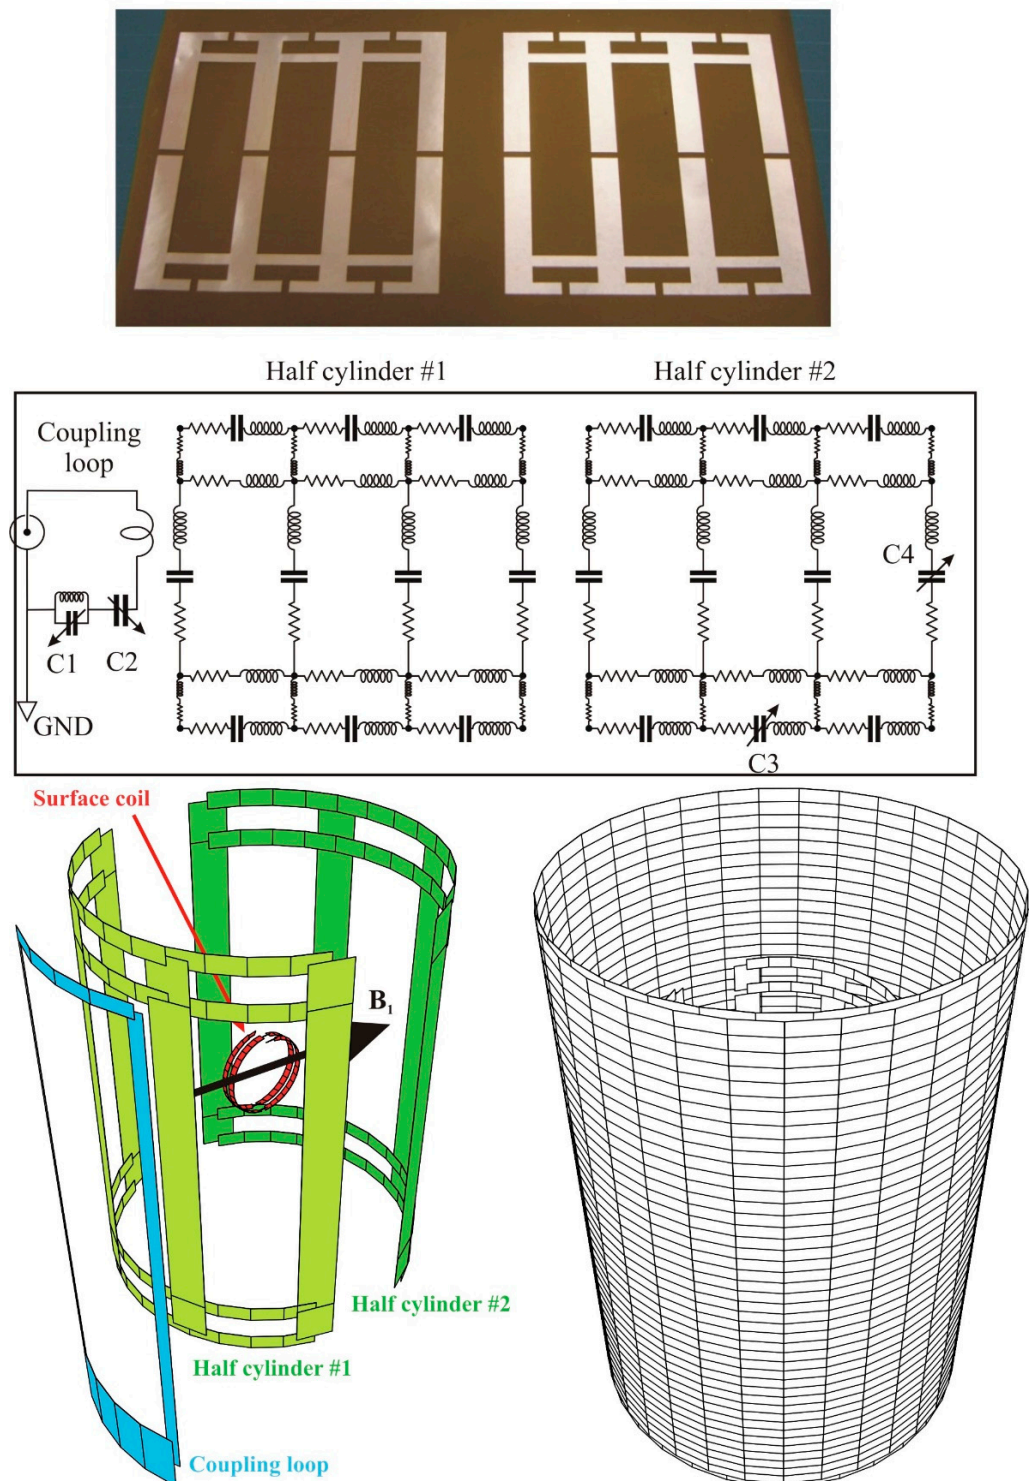 Half cylinder #1
Half cylinder #2
Coupling
loop
C4
C1
C2
GND
C3
Surface coil
B₁
Half cylinder #2
Half cylinder #1
Coupling loop